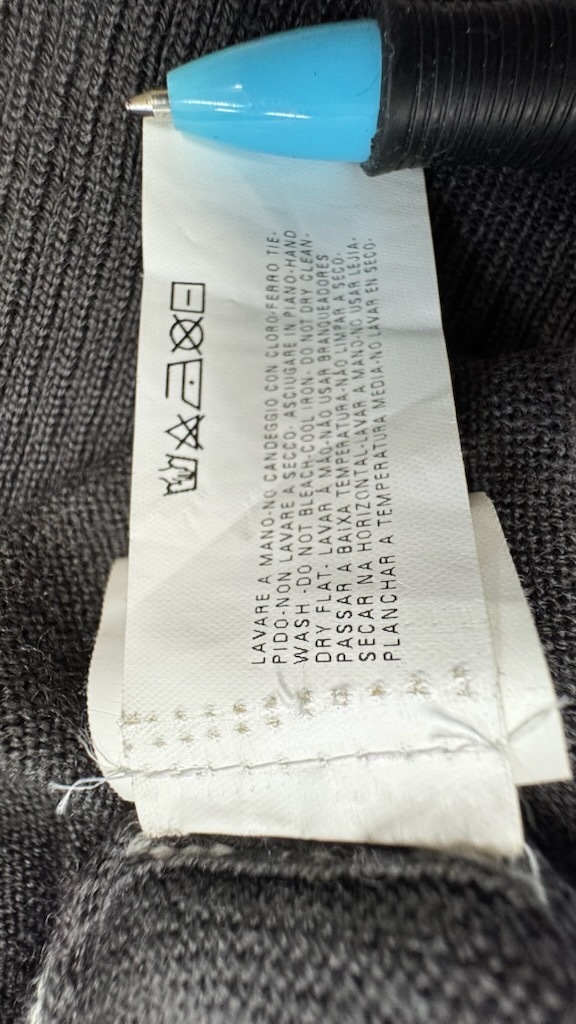 LAVARE A MANO-NO CANDEGGIO CON CLORO-FERRO TIE-
PIDO-NON LAVARE A SECCO- ASCIUGARE IN PIANO-HAND
WASH -DO NOT BLEACH-COOL IRON- DO NOT DRY CLEAN-
DRY FLAT- LAVAR À MÃO-NÃO USAR BRANQUEADORES
PASSAR A BAIXA TEMPERATURA-NÃO LIMPAR A SECO-
SECAR NA HORIZONTAL-LAVAR A MANO-NO USAR LEJIA-
PLANCHAR A TEMPERATURA MEDIA-NO LAVAR EN SECO-